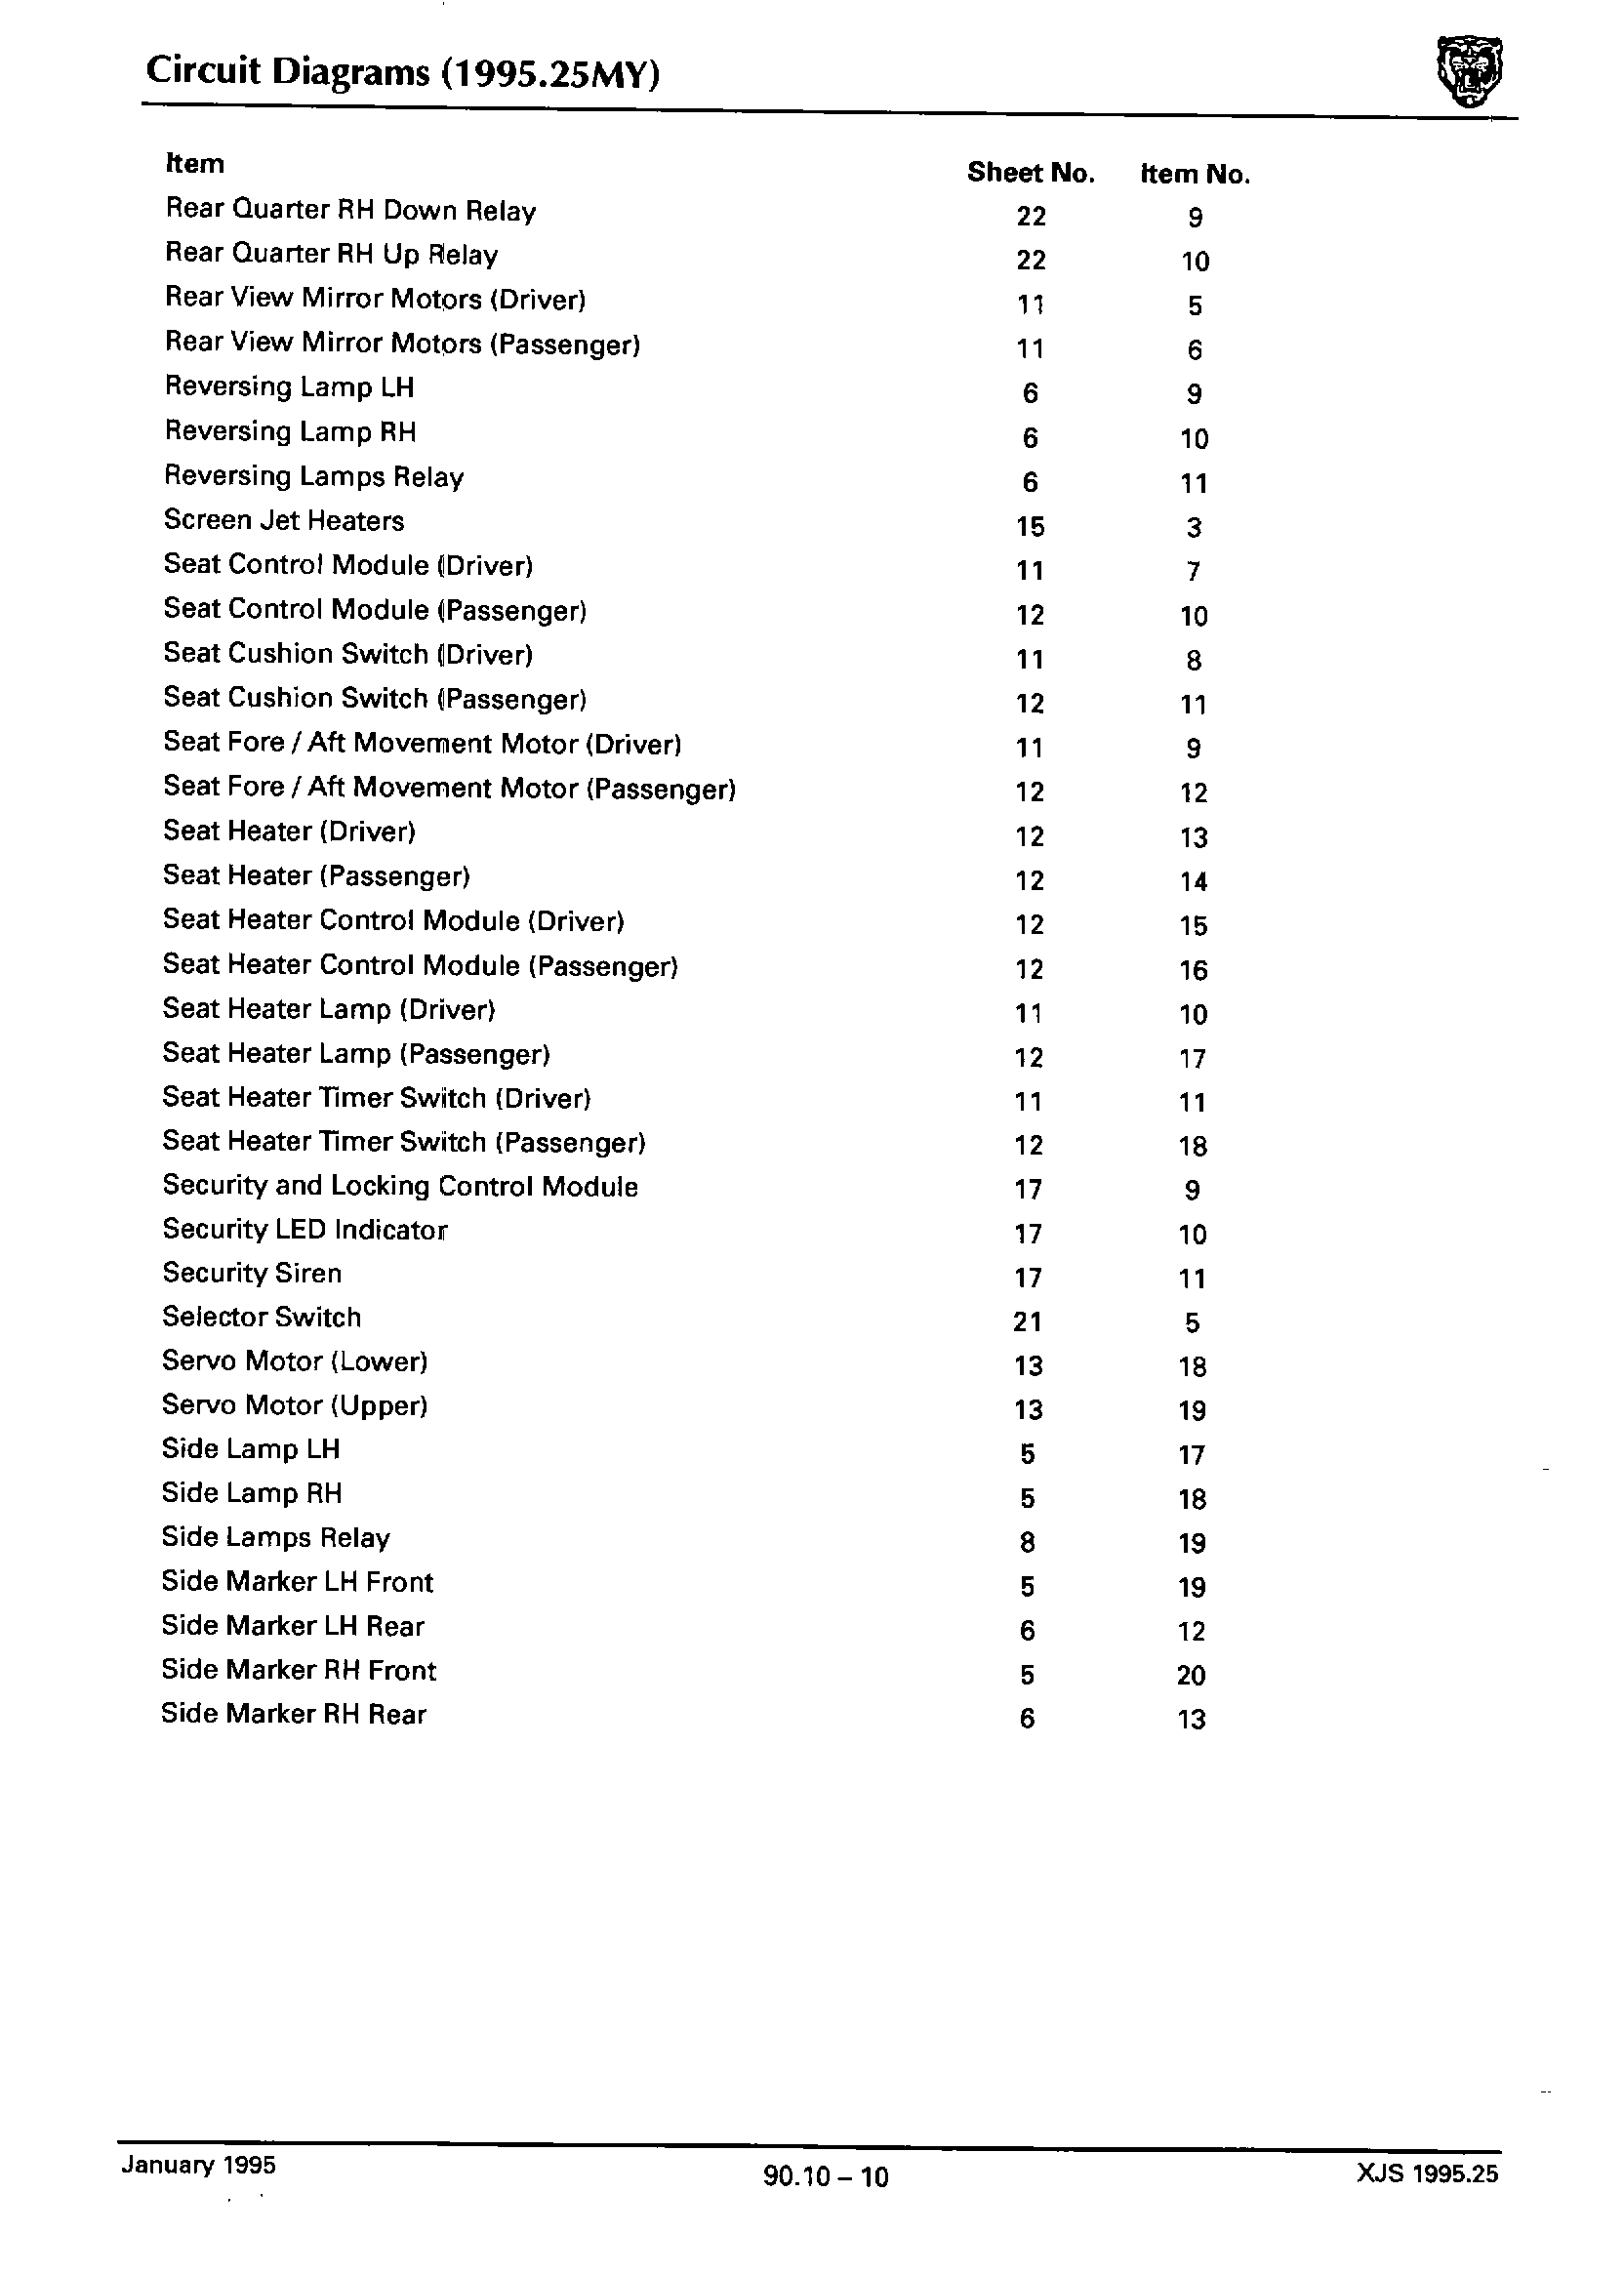 Circuit Diagrams (1995.25MY)
Item Sheet No. Item No.
Rear Quarter RH Down Relay 22 9
Rear Quarter RH Up Relay 22 10
Rear View Mirror Motors (Driver) 11 5
Rear View Mirror Motors (Passenger) 11 6
Reversing Lamp LH 6 9
Reversing Lamp RH 6 10
Reversing Lamps Relay 6 11
Screen Jet Heaters 15 3
Seat Control Module (Driver) 11 7
Seat Control Module (Passenger) 12 10
Seat Cushion Switch (Driver) 11 8
Seat Cushion Switch (Passenger) 12 11
Seat Fore / Aft Movement Motor (Driver) 11 9
Seat Fore / Aft Movement Motor (Passenger) 12 12
Seat Heater (Driver) 12 13
Seat Heater (Passenger) 12 14
Seat Heater Control Module (Driver) 12 15
Seat Heater Control Module (Passenger) 12 16
Seat Heater Lamp (Driver) 11 10
Seat Heater Lamp (Passenger) 12 17
Seat Heater Timer Switch (Driver) 11 11
Seat Heater Timer Switch (Passenger) 12 18
Security and Locking Control Module 17 9
Security LED Indicator 17 10
Security Siren 17 11
Selector Switch 21 5
Servo Motor (Lower) 13 18
Servo Motor (Upper) 13 19
Side Lamp LH 5 17
Side Lamp RH 5 18
Side Lamps Relay 8 19
Side Marker LH Front 5 19
Side Marker LH Rear 6 12
Side Marker RH Front 5 20
Side Marker RH Rear 6 13
January 1995 90.10 – 10 XJS 1995.25